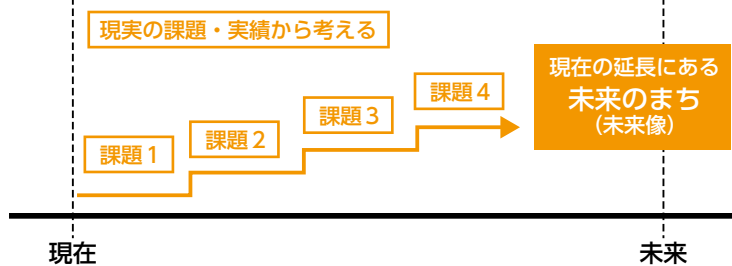 現実の課題・実績から考える
課題1
課題2
課題3
課題4
現在の延長にある
未来のまち
(未来像)
現在
未来